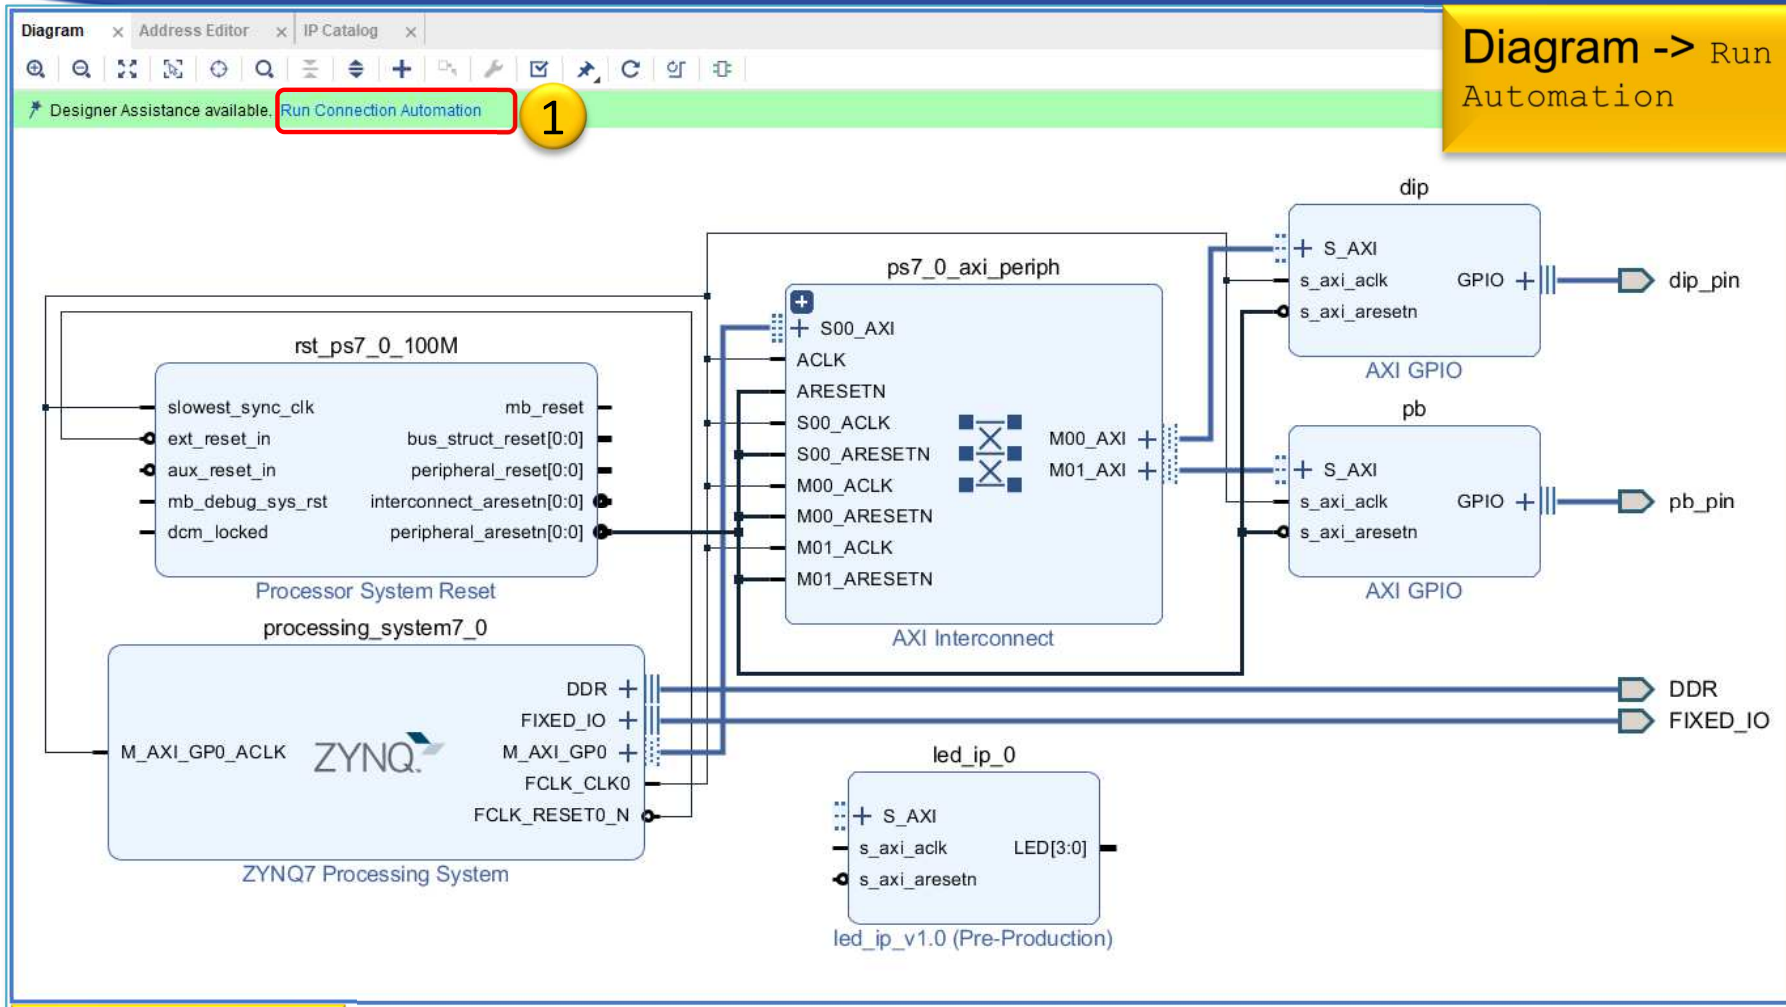 Diagram
Address Editor
IP Catalog
Diagram -> Run
Automation
Designer Assistance available. Run Connection Automation
1
dip
S_AXI
s_axi_aclk
GPIO
s_axi_aresetn
dip_pin
AXI GPIO
ps7_0_axi_periph
S00_AXI
ACLK
ARESETN
S00_ACLK
S00_ARESETN
M00_ACLK
M00_ARESETN
M01_ACLK
M01_ARESETN
M00_AXI
M01_AXI
AXI Interconnect
rst_ps7_0_100M
slowest_sync_clk
mb_reset
ext_reset_in
bus_struct_reset[0:0]
aux_reset_in
peripheral_reset[0:0]
mb_debug_sys_rst
interconnect_aresetn[0:0]
dcm_locked
peripheral_aresetn[0:0]
Processor System Reset
pb
S_AXI
s_axi_aclk
GPIO
s_axi_aresetn
pb_pin
AXI GPIO
processing_system7_0
DDR
FIXED_IO
M_AXI_GP0_ACLK
ZYNQ
M_AXI_GP0
FCLK_CLK0
FCLK_RESET0_N
ZYNQ7 Processing System
DDR
FIXED_IO
led_ip_0
S_AXI
s_axi_aclk
LED[3:0]
s_axi_aresetn
led_ip_v1.0 (Pre-Production)